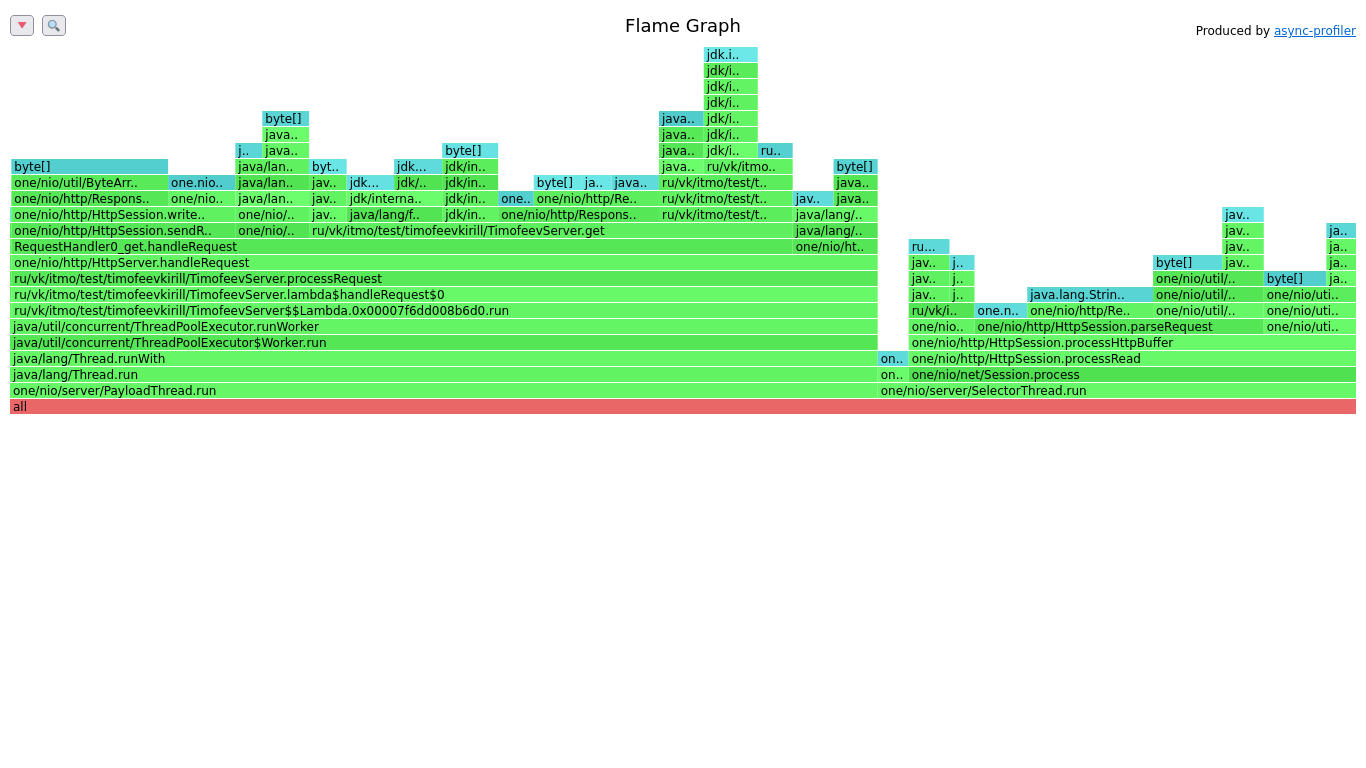 Flame Graph
Produced by async-profiler
jdk.i..
jdk/i..
jdk/i..
jdk/i..
byte[] java.. jdk/i..
java.. java.. jdk/i..
j.. java.. byte[] java.. jdk/i.. ru..
byte[] java/lan.. byt.. jdk... jdk/in.. java.. ru/vk/itmo.. byte[]
one/nio/util/ByteArr.. one.nio.. java/lan.. jav.. jdk... jdk/.. jdk/in.. byte[] ja.. java.. ru/vk/itmo/test/t.. java..
one/nio/http/Respons.. one/nio.. java/lan.. jav.. jdk/interna.. jdk/in.. one.. one/nio/http/Re.. ru/vk/itmo/test/t.. jav.. java..
one/nio/http/HttpSession.write.. one/nio/.. jav.. java/lang/f.. jdk/in.. one/nio/http/Respons.. ru/vk/itmo/test/t.. java/lang/.. jav..
one/nio/http/HttpSession.sendR.. one/nio/.. ru/vk/itmo/test/timofeevkirill/TimofeevServer.get java/lang/.. jav.. ja..
RequestHandler0_get.handleRequest one/nio/ht.. ru... jav.. ja..
one/nio/http/HttpServer.handleRequest jav.. j.. byte[] jav.. ja..
ru/vk/itmo/test/timofeevkirill/TimofeevServer.processRequest jav.. j.. one/nio/util/.. byte[] ja..
ru/vk/itmo/test/timofeevkirill/TimofeevServer.lambda$handleRequest$0 jav.. j.. java.lang.Strin.. one/nio/util/.. one/nio/uti..
ru/vk/itmo/test/timofeevkirill/TimofeevServer$$Lambda.0x00007f6dd008b6d0.run ru/vk/i.. one.n.. one/nio/http/Re.. one/nio/util/.. one/nio/uti..
java/util/concurrent/ThreadPoolExecutor.runWorker one/nio.. one/nio/http/HttpSession.parseRequest one/nio/uti..
java/util/concurrent/ThreadPoolExecutor$Worker.run one/nio/http/HttpSession.processHttpBuffer
java/lang/Thread.runWith on.. one/nio/http/HttpSession.processRead
java/lang/Thread.run on.. one/nio/net/Session.process
one/nio/server/PayloadThread.run one/nio/server/SelectorThread.run
all